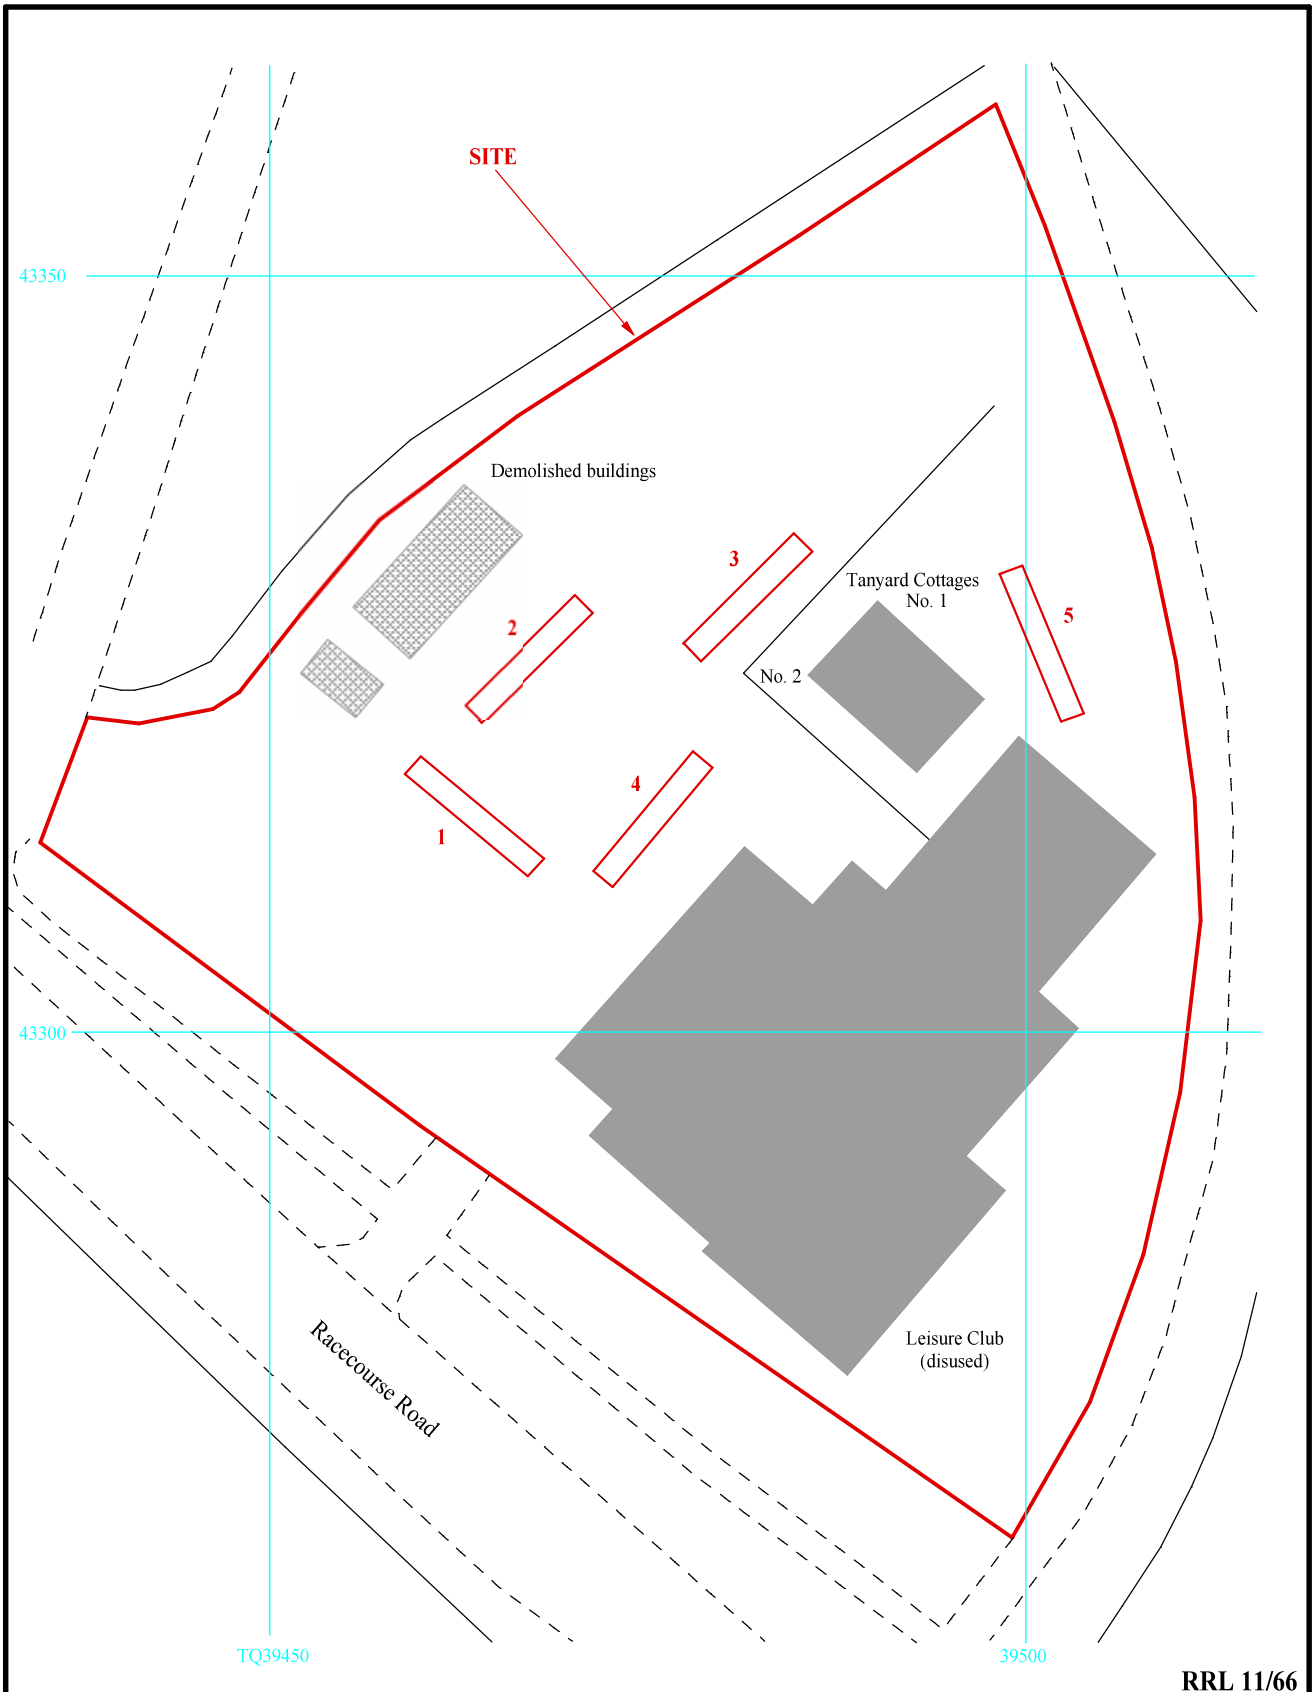 SITE
43350
Demolished buildings
3
Tanyard Cottages
No. 1
2
5
No. 2
4
1
43300
Leisure Club
(disused)
Racecourse Road
TQ39450
39500
RRL 11/66